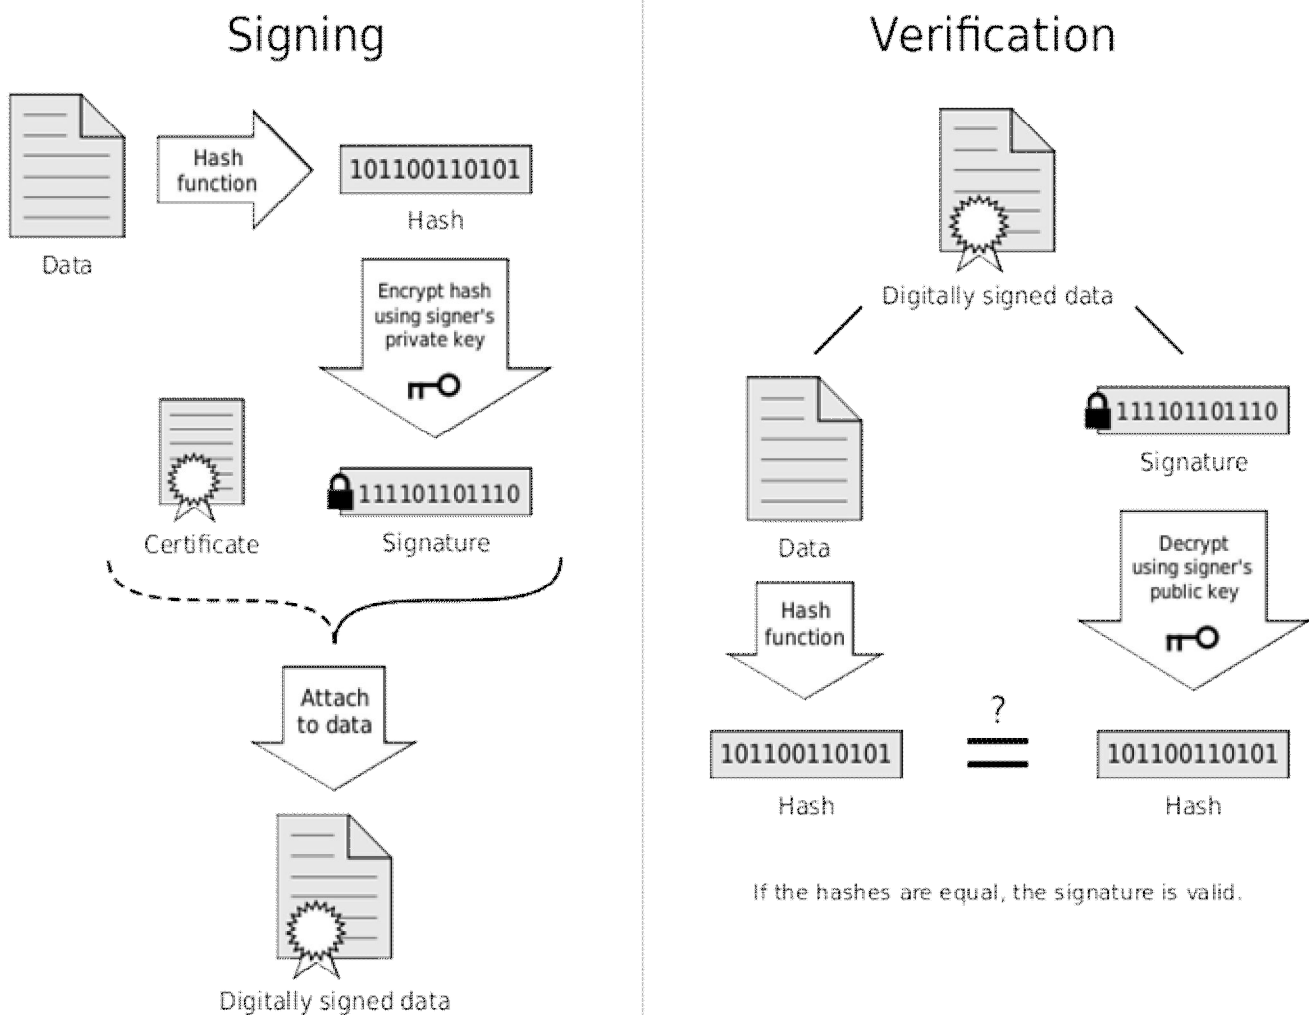 Signing
Hash
function
101100110101
Hash
Data
Encrypt hash
using signer's
private key
111101101110
Certificate
Signature
Attach
to data
Digitally signed data
Verification
Digitally signed data
111101101110
Signature
Data
Decrypt
using signer's
public key
Hash
function
?
101100110101
101100110101
Hash
Hash
If the hashes are equal, the signature is valid.